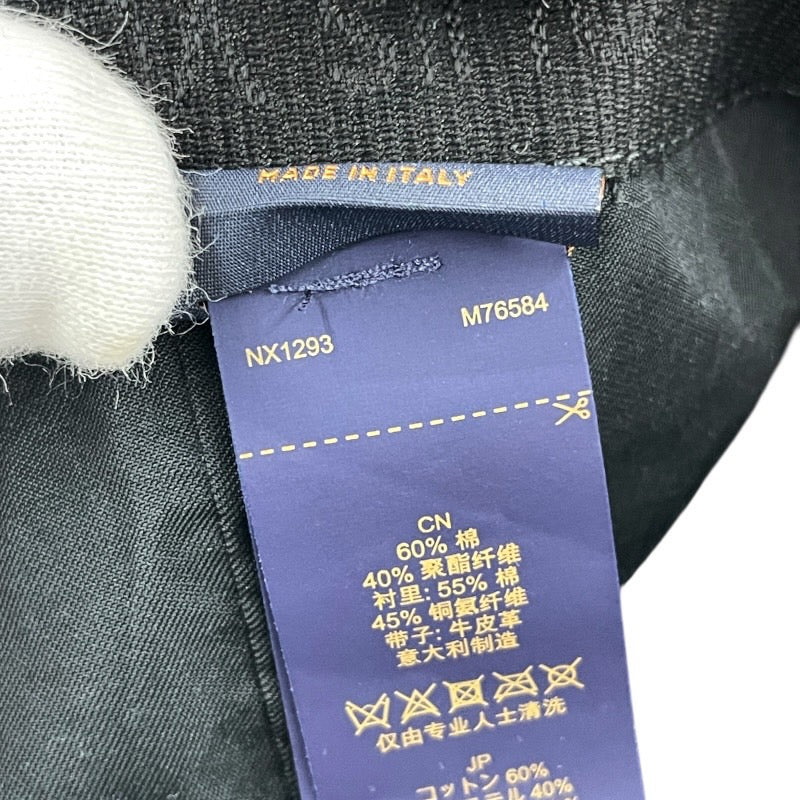 MADE IN ITALY
M76584
NX1293
CN
60% 棉
40% 聚酯纤维
衬里: 55% 棉
45% 铜氨纤维
带子: 牛皮革
意大利制造
仅由专业人士清洗
JP
コットン 60%